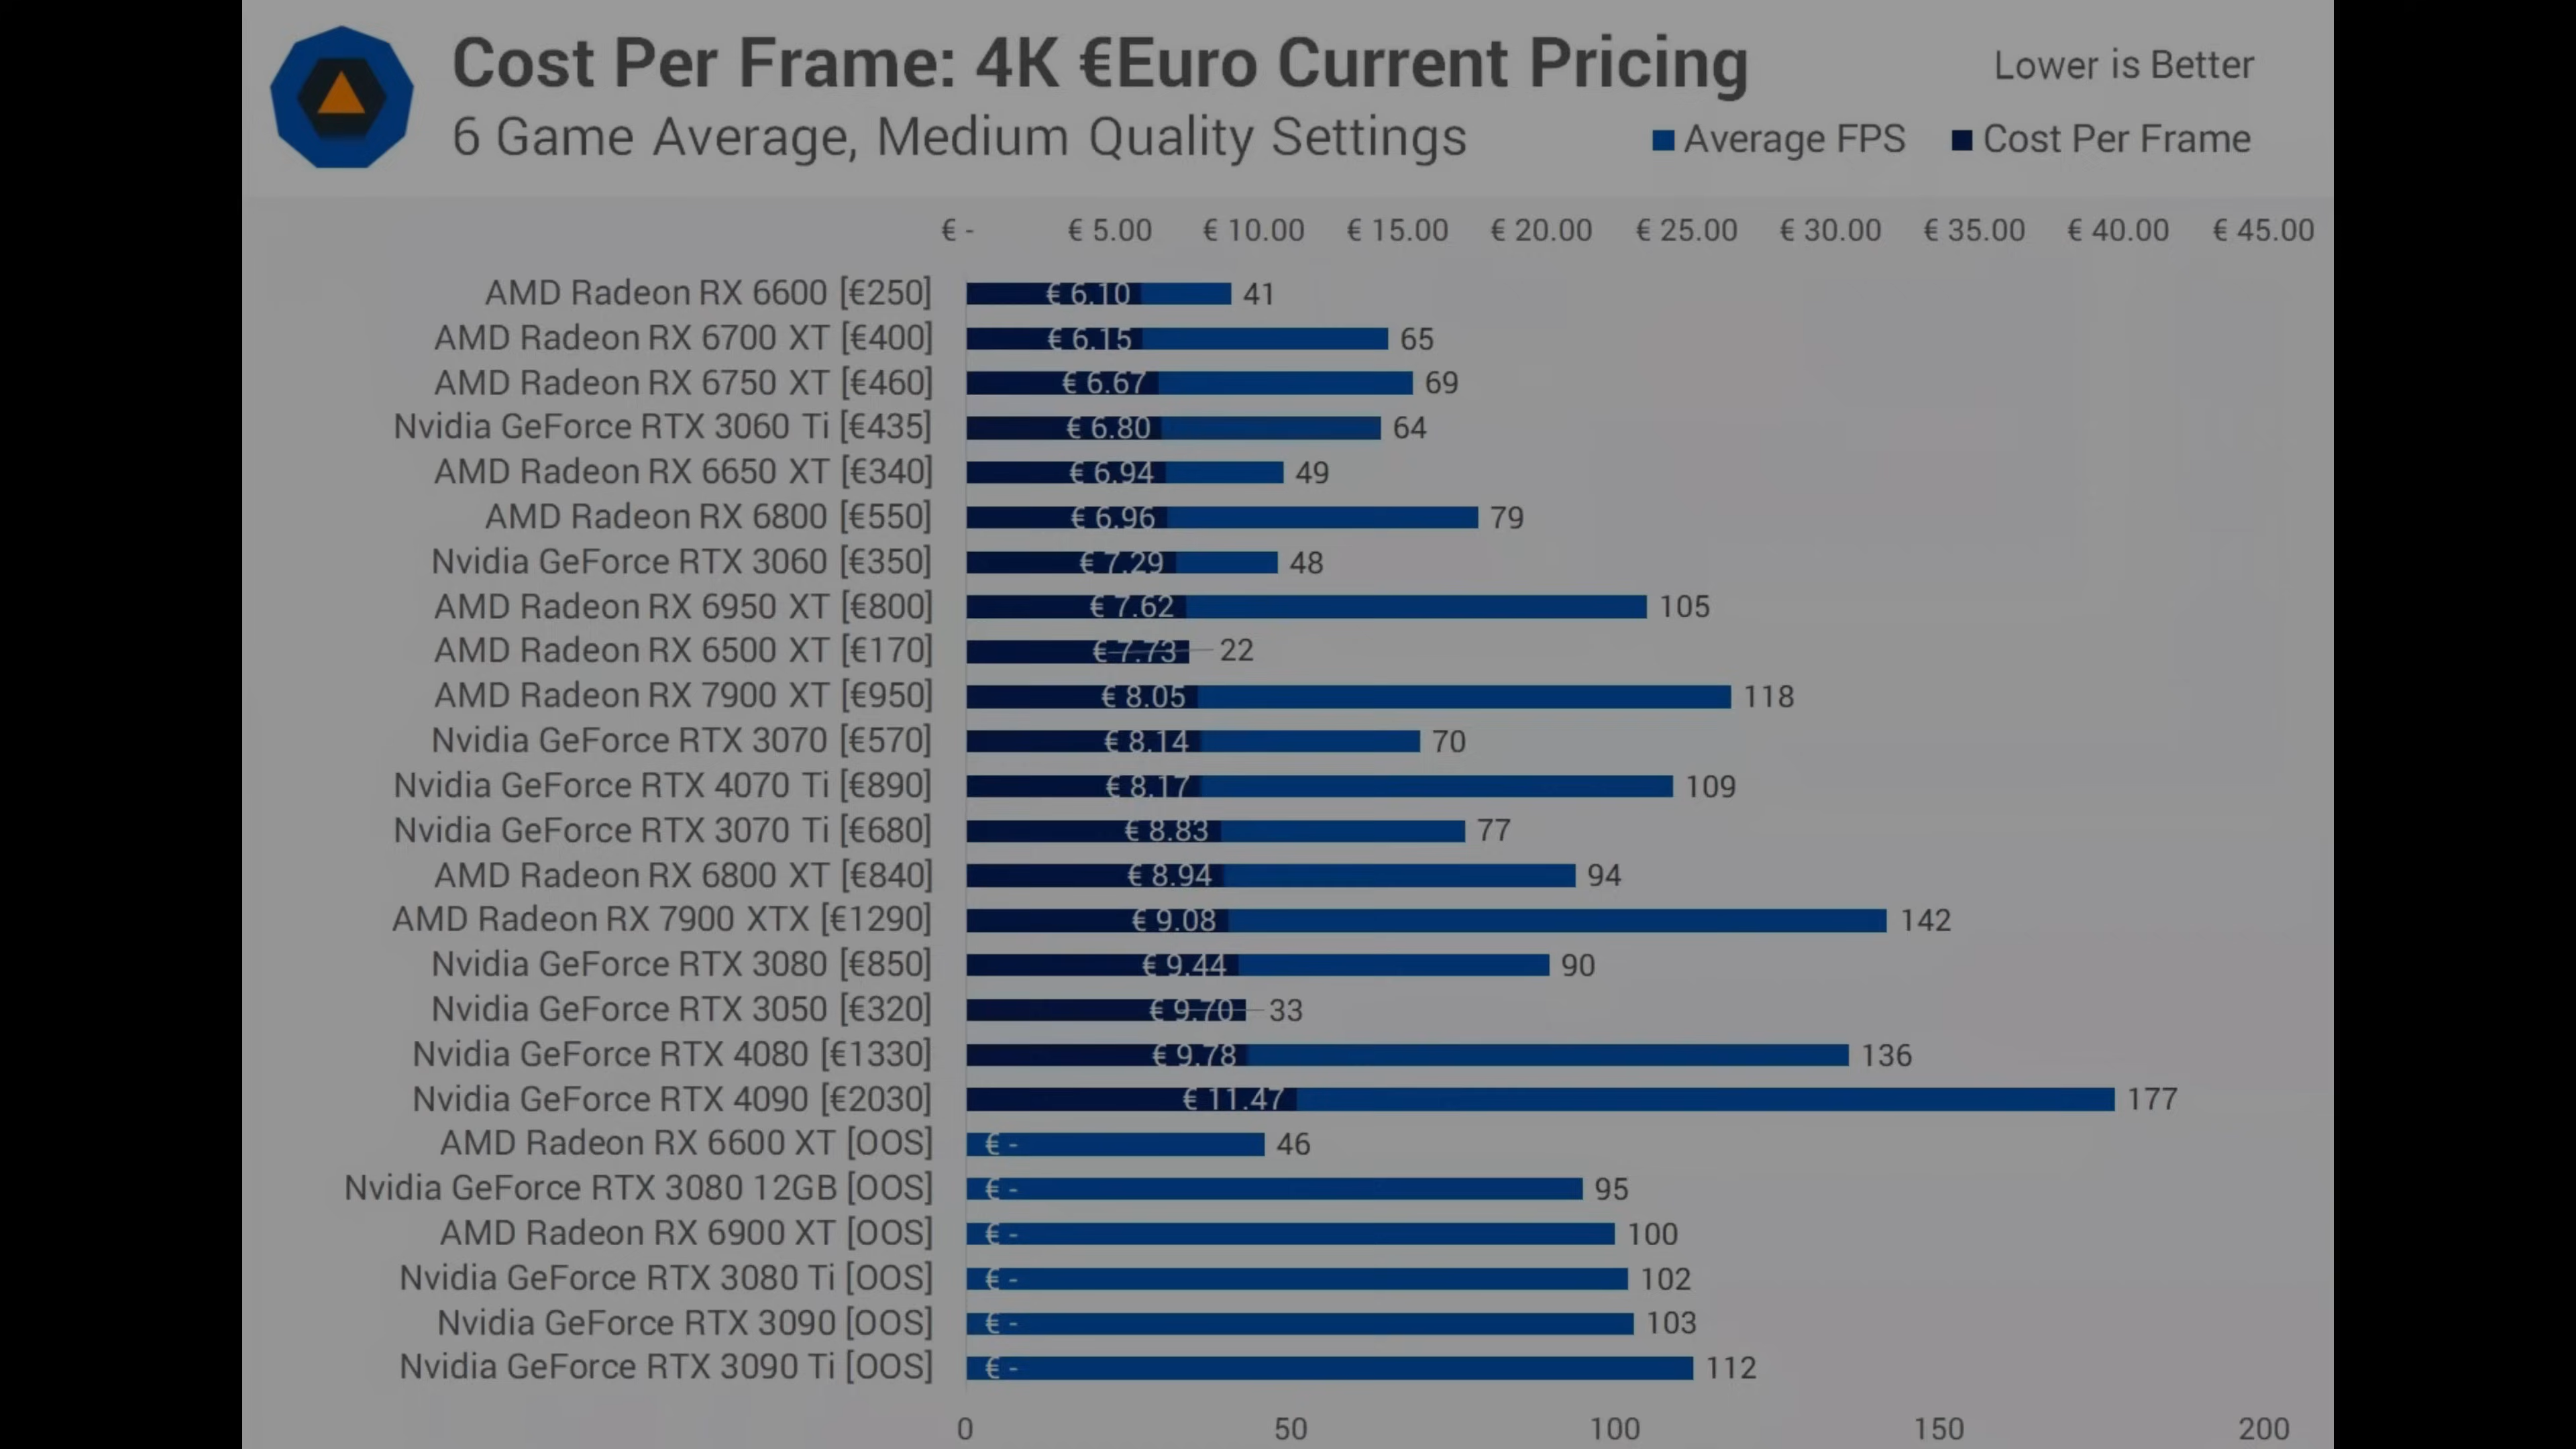 Cost Per Frame: 4K €Euro Current Pricing
Lower is Better
6 Game Average, Medium Quality Settings
Average FPS Cost Per Frame
€ - € 5.00 € 10.00 € 15.00 € 20.00 € 25.00 € 30.00 € 35.00 € 40.00 € 45.00
AMD Radeon RX 6600 [€250] € 6.10 41
AMD Radeon RX 6700 XT [€400] € 6.15 65
AMD Radeon RX 6750 XT [€460] € 6.67 69
Nvidia GeForce RTX 3060 Ti [€435] € 6.80 64
AMD Radeon RX 6650 XT [€340] € 6.94 49
AMD Radeon RX 6800 [€550] € 6.96 79
Nvidia GeForce RTX 3060 [€350] € 7.29 48
AMD Radeon RX 6950 XT [€800] € 7.62 105
AMD Radeon RX 6500 XT [€170] € 7.73 22
AMD Radeon RX 7900 XT [€950] € 8.05 118
Nvidia GeForce RTX 3070 [€570] € 8.14 70
Nvidia GeForce RTX 4070 Ti [€890] € 8.17 109
Nvidia GeForce RTX 3070 Ti [€680] € 8.83 77
AMD Radeon RX 6800 XT [€840] € 8.94 94
AMD Radeon RX 7900 XTX [€1290] € 9.08 142
Nvidia GeForce RTX 3080 [€850] € 9.44 90
Nvidia GeForce RTX 3050 [€320] € 9.70 33
Nvidia GeForce RTX 4080 [€1330] € 9.78 136
Nvidia GeForce RTX 4090 [€2030] € 11.47 177
AMD Radeon RX 6600 XT [OOS] € - 46
Nvidia GeForce RTX 3080 12GB [OOS] € - 95
AMD Radeon RX 6900 XT [OOS] € - 100
Nvidia GeForce RTX 3080 Ti [OOS] € - 102
Nvidia GeForce RTX 3090 [OOS] € - 103
Nvidia GeForce RTX 3090 Ti [OOS] € - 112
0 50 100 150 200